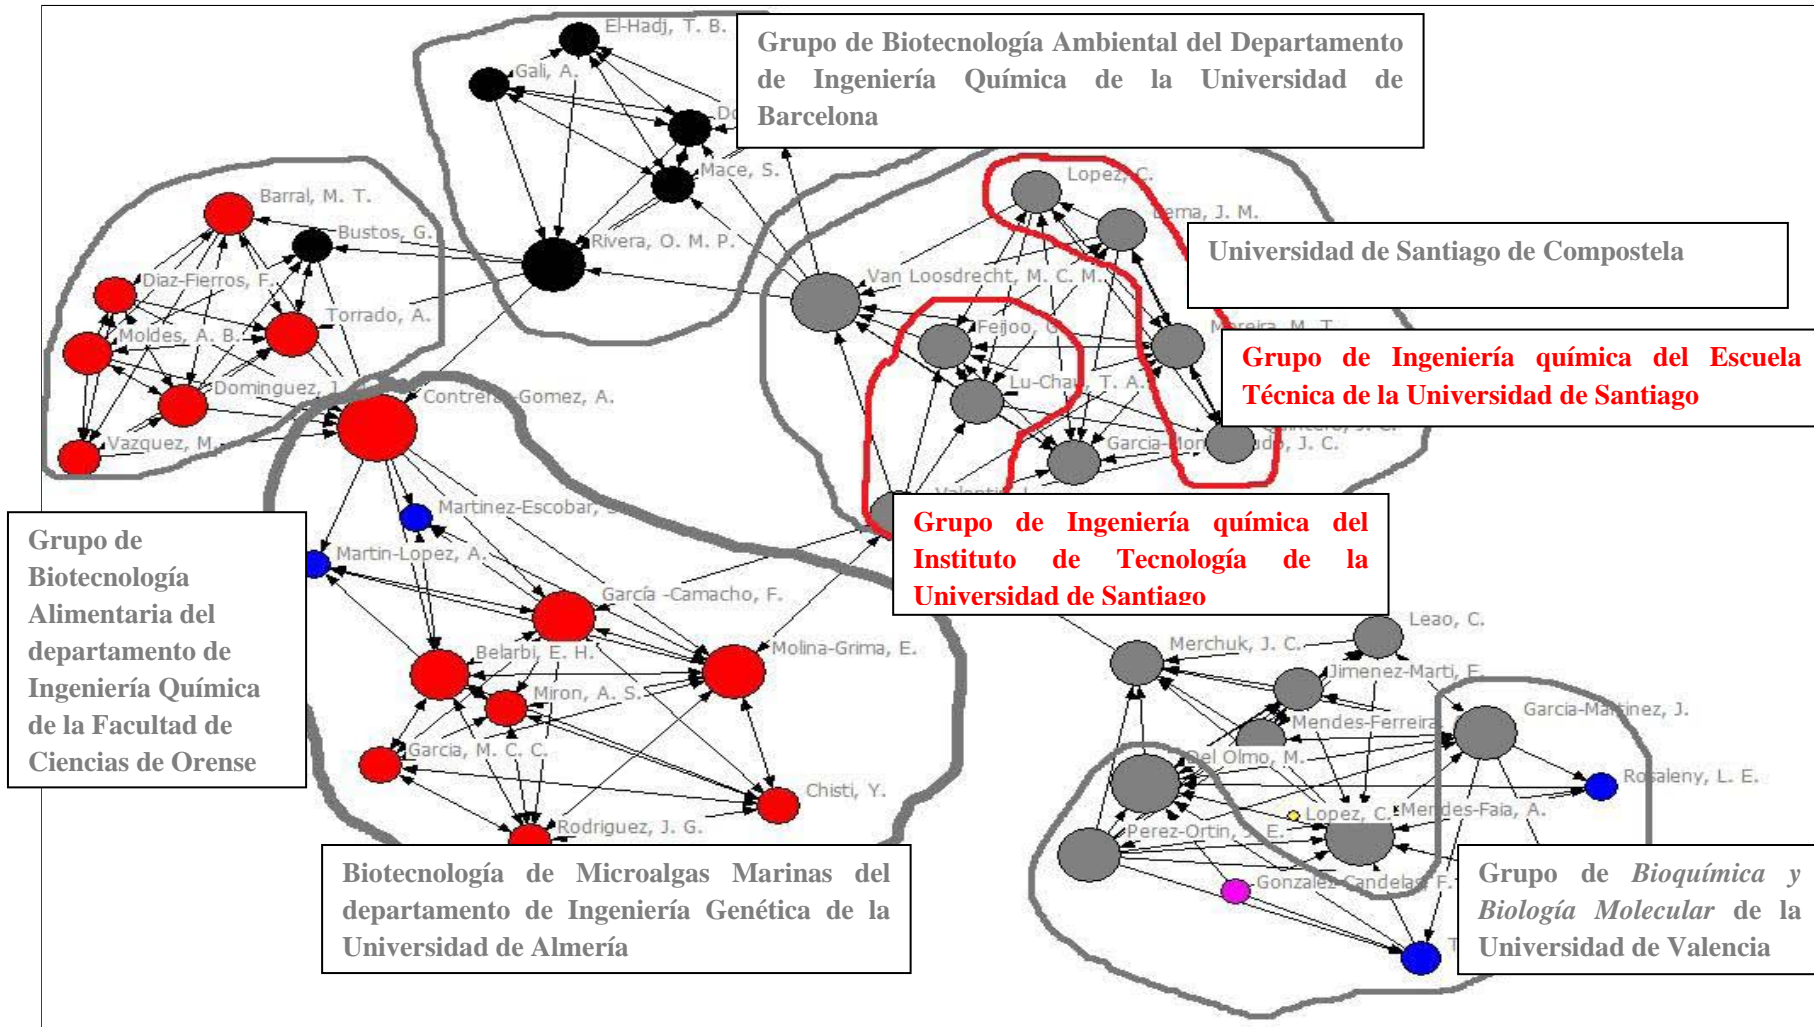 El-Hadj, T. B.
Grupo de Biotecnología Ambiental del Departamento
de Ingeniería Química de la Universidad de
Barcelona
Gali, A.
Mace, S.
Lopez, C.
Lema, J. M.
Barral, M. T.
Bustos, G.
Rivera, O. M. P.
Universidad de Santiago de Compostela
Van Loosdrecht, M. C. M.
Diaz-Fierros, F.
Torrado, A.
Moldes, A. B.
Feijoo, G.
Moreira, M. T.
Grupo de Ingeniería química del Escuela
Técnica de la Universidad de Santiago
Dominguez, J.
Contreras-Gomez, A.
Lu-Chau, T. A.
Quintero, J. C.
Vazquez, M.
J. C.
Martinez-Escobar,
Valentin, L.
Grupo de Ingeniería química del
Instituto de Tecnología de la
Universidad de Santiago
Grupo de
Biotecnología
Alimentaria del
departamento de
Ingeniería Química
de la Facultad de
Ciencias de Orense
Martin-Lopez, A.
García -Camacho, F.
Leao, C.
Belarbi, E. H.
Molina-Grima, E.
Merchuk, J. C.
Jimenez-Marti, E.
Miron, A. S.
Garcia-Martinez, J.
Mendes-Ferreira,
Garcia, M. C. C.
Del Olmo, M.
Rosaleny, L. E.
Chisti, Y.
Lopez, C.
Mendes-Faia, A.
Rodriguez, J. G.
Perez-Ortin, J. E.
Biotecnología de Microalgas Marinas del
departamento de Ingeniería Genética de la
Universidad de Almería
Gonzalez-Candelas, F.
Grupo de Bioquímica y
Biología Molecular de la
Universidad de Valencia